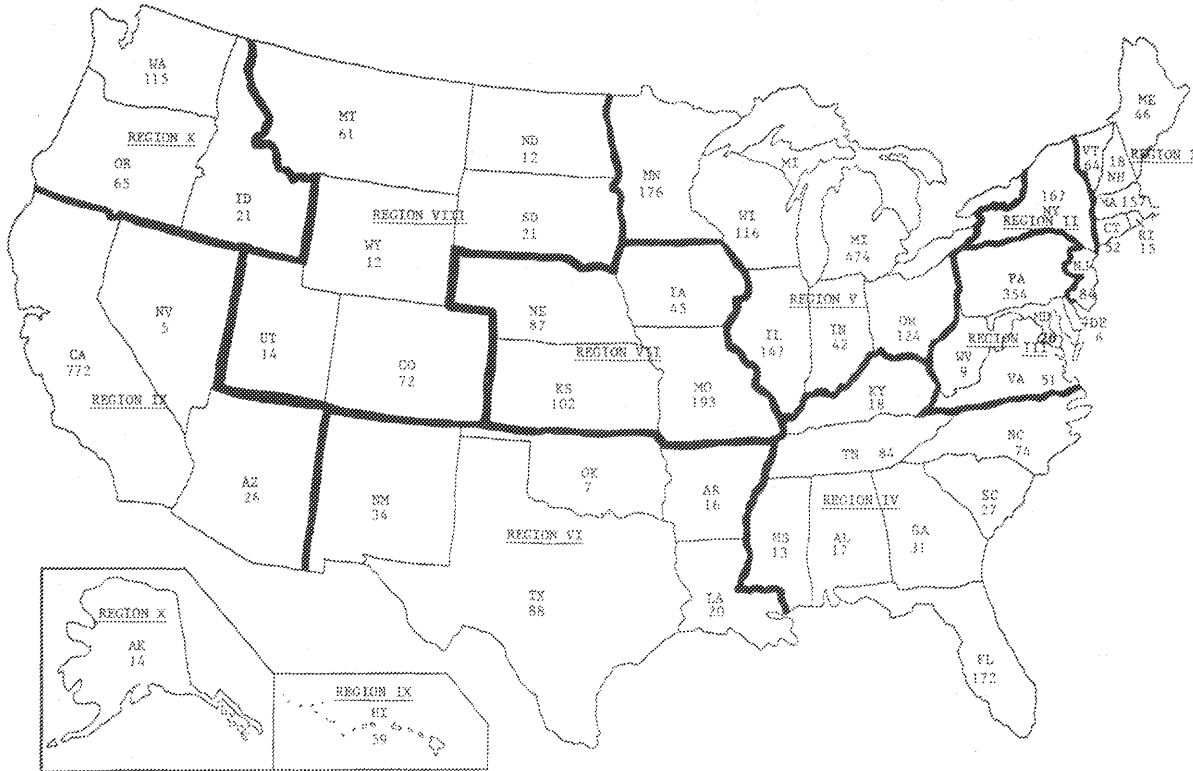 WA
115
REGION X
OR
65
ID
21
MT
61
ND
12
REGION VIII
SD
21
WY
12
MN
176
WI
116
MI
MI
474
ME
46
VT
64
18
NH
REGION I
MA 157
CT
52
RI
15
167
NY
REGION II
NJ
84
PA
354
DE
6
MD
REGION
III
WV
9
VA 51
NV
5
CA
772
REGION IX
UT
14
CO
72
NE
87
REGION VII
KS
102
IA
45
MO
193
IL
REGION V
IN
42
OH
124
KY
18
TN 84
NC
74
SC
27
AZ
26
NM
34
OK
7
AR
16
REGION VI
TX
88
LA
20
MS
13
REGION IV
AL
17
GA
31
FL
172
REGION X
AK
14
REGION IX
HI
59